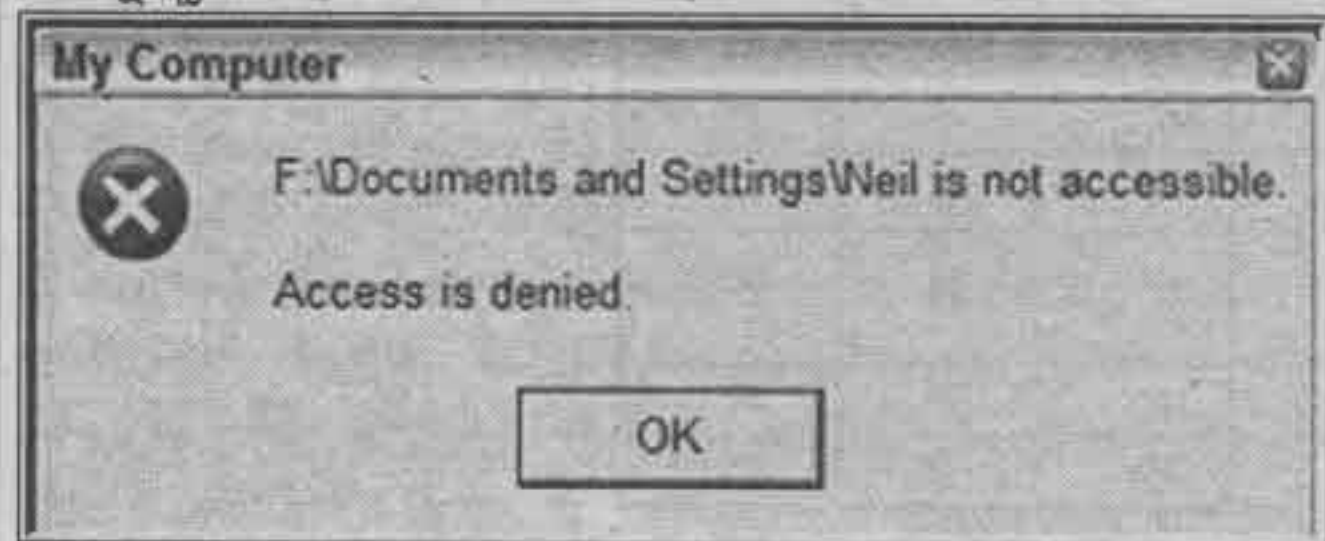 My Computer
F:\Documents and Settings\Neil is not accessible.
Access is denied.
OK